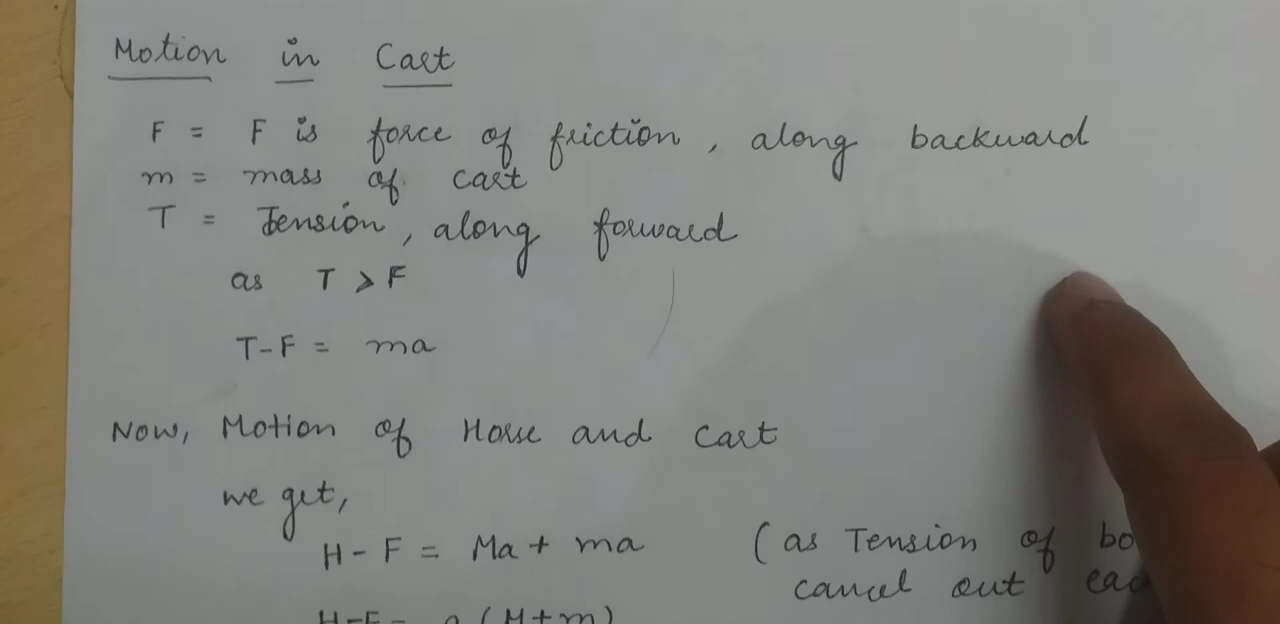 Motion in Cart
F = F is force of friction, along backward
m = mass of cart
T = Tension, along forward
as T > F
T-F = ma
Now, Motion of Horse and Cart
we get,
H - F = Ma + ma (as Tension of
cancel out
H-F = a (M+m)